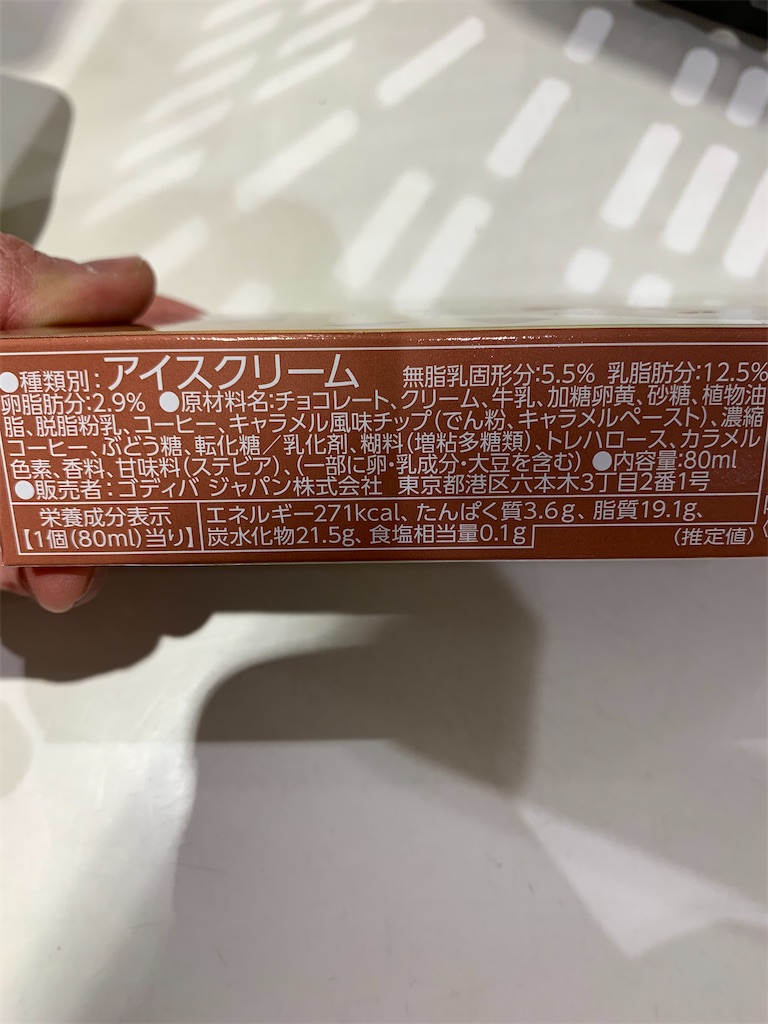 ●種類別:アイスクリーム 無脂乳固形分:5.5% 乳脂肪分:12.5%
卵脂肪分:2.9% ●原材料名:チョコレート、クリーム、牛乳、加糖卵黄、砂糖、植物油
脂、脱脂粉乳、コーヒー、キャラメル風味チップ(でん粉、キャラメルペースト)、濃縮
コーヒー、ぶどう糖、転化糖/乳化剤、糊料(増粘多糖類)、トレハロース、カラメル
色素、香料、甘味料(ステビア)、(一部に卵・乳成分・大豆を含む) ●内容量:80ml
●販売者:ゴディバ ジャパン株式会社 東京都港区六本木3丁目2番1号
栄養成分表示
【1個(80ml)当り】
エネルギー271kcal、たんぱく質3.6g、脂質19.1g、
炭水化物21.5g、食塩相当量0.1g
(推定値)